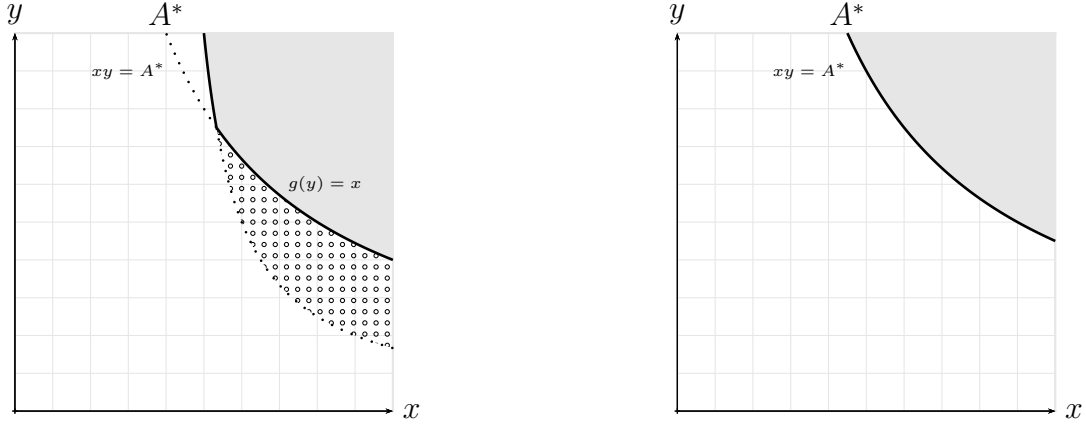 y
A*
xy = A*
g(y) = x
x
y
A*
xy = A*
x